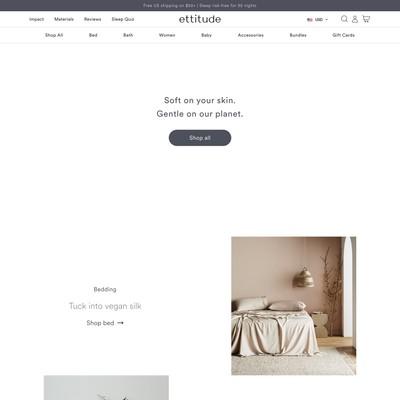 Free US shipping on $50+ | Sleep risk-free for 30 nights
Impact Materials Reviews Sleep Quiz ettitude USD
Shop All Bed Bath Women Baby Accessories Bundles Gift Cards
Soft on your skin.
Gentle on our planet.
Shop all
Bedding
Tuck into vegan silk
Shop bed →